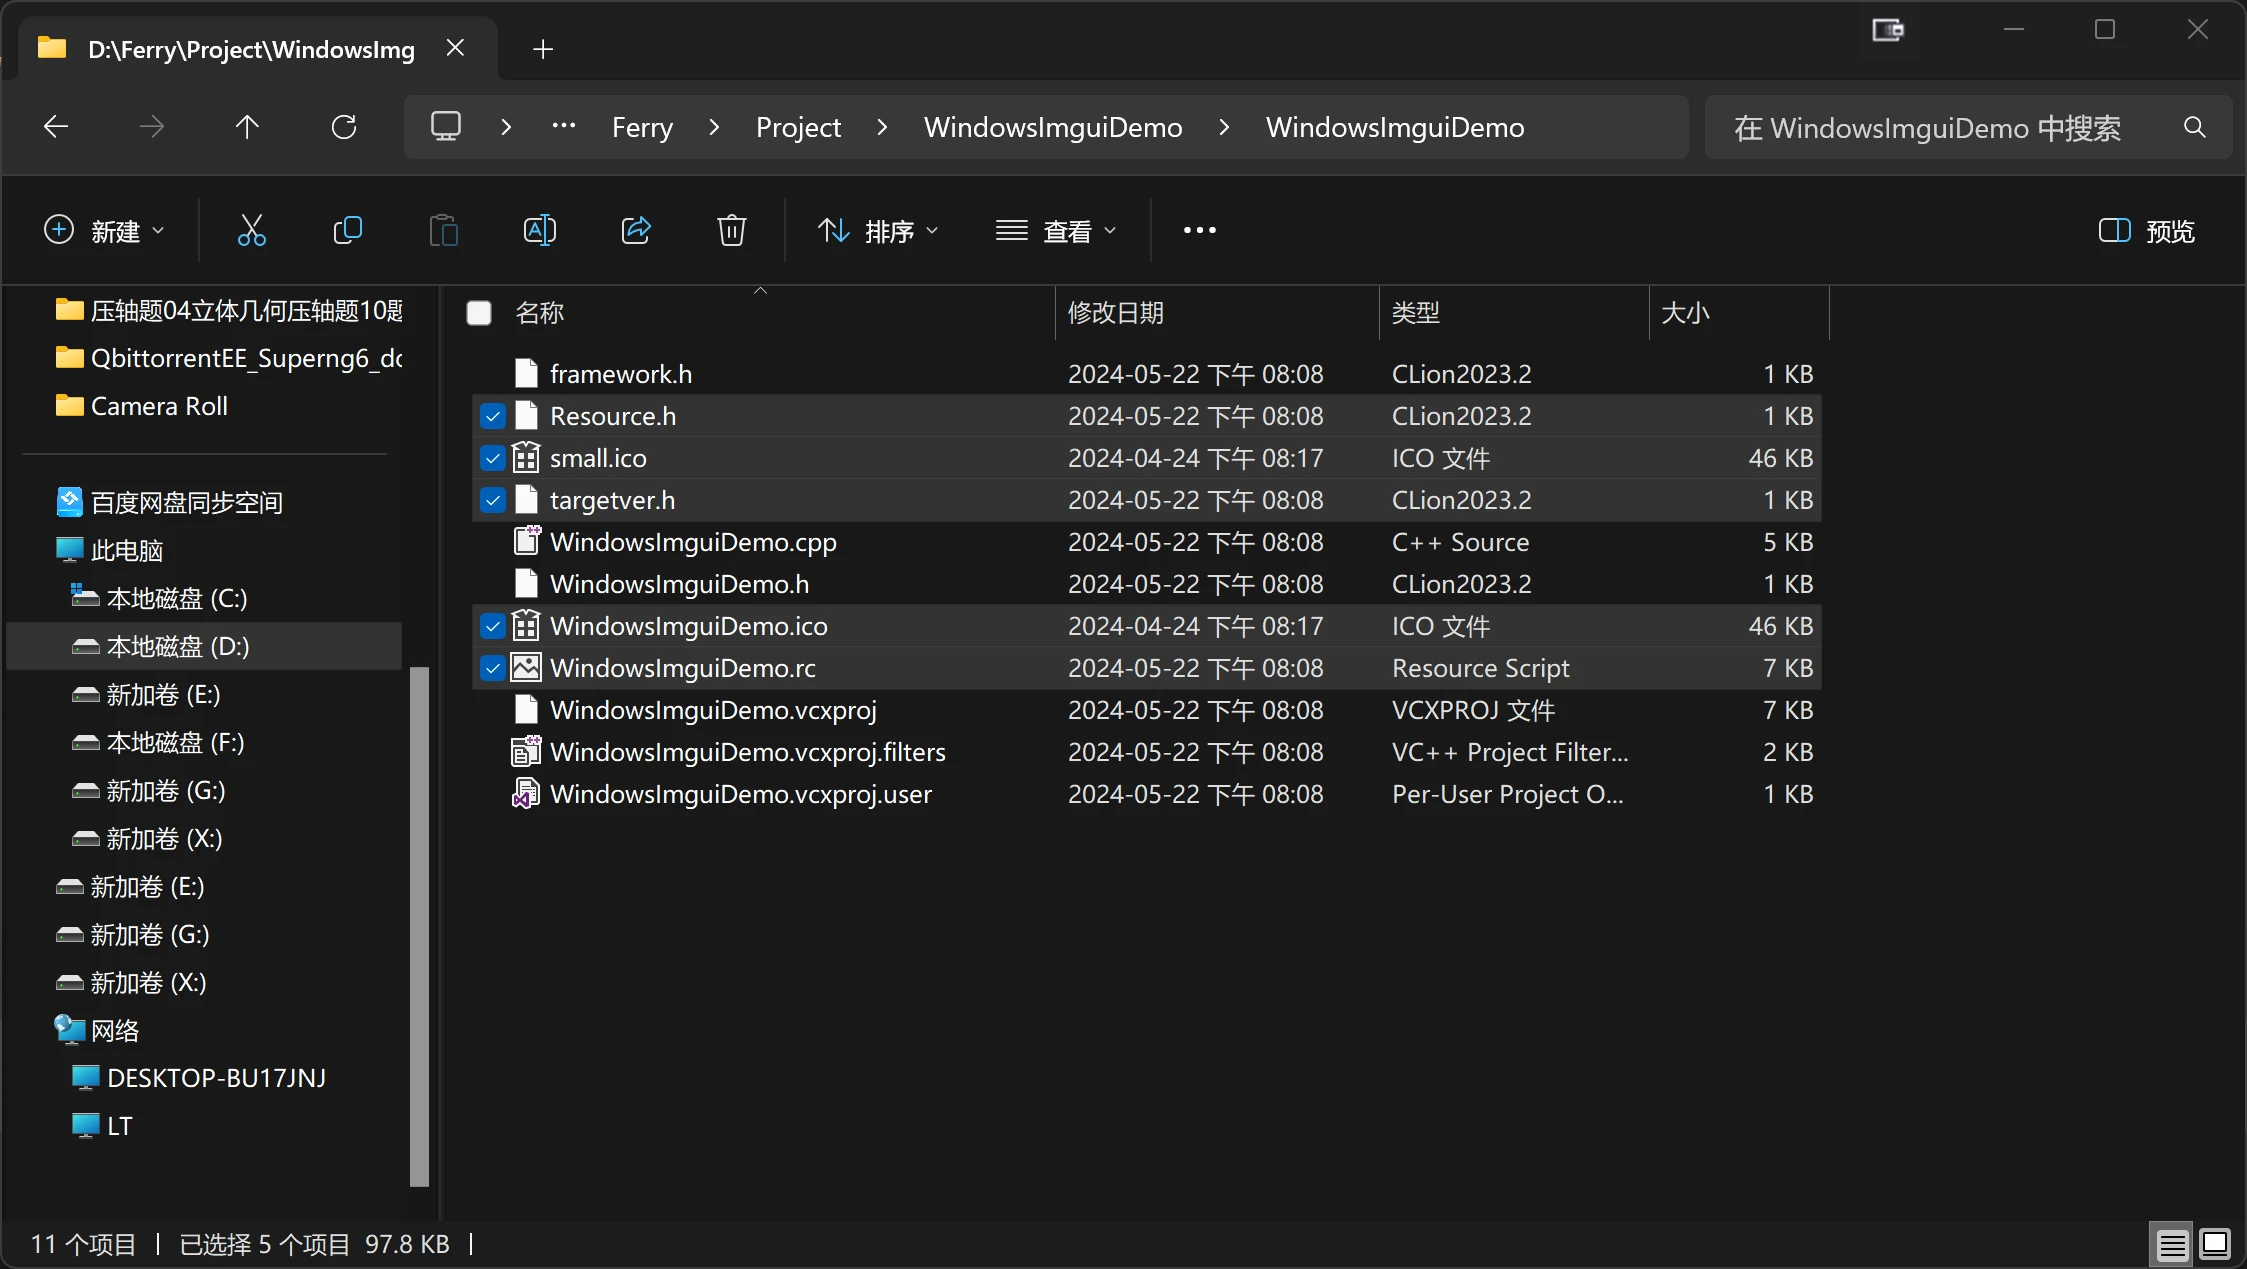 D:\Ferry\Project\WindowsImg
Ferry Project WindowsImguiDemo WindowsImguiDemo
在 WindowsImguiDemo 中搜索
新建 排序 查看 预览
压轴题04立体几何压轴题10题
QbittorrentEE_Superng6_dc
Camera Roll
百度网盘同步空间
此电脑
本地磁盘 (C:)
本地磁盘 (D:)
新加卷 (E:)
本地磁盘 (F:)
新加卷 (G:)
新加卷 (X:)
新加卷 (E:)
新加卷 (G:)
新加卷 (X:)
网络
DESKTOP-BU17JNJ
LT
名称 修改日期 类型 大小
framework.h 2024-05-22 下午 08:08 CLion2023.2 1 KB
Resource.h 2024-05-22 下午 08:08 CLion2023.2 1 KB
small.ico 2024-04-24 下午 08:17 ICO 文件 46 KB
targetver.h 2024-05-22 下午 08:08 CLion2023.2 1 KB
WindowsImguiDemo.cpp 2024-05-22 下午 08:08 C++ Source 5 KB
WindowsImguiDemo.h 2024-05-22 下午 08:08 CLion2023.2 1 KB
WindowsImguiDemo.ico 2024-04-24 下午 08:17 ICO 文件 46 KB
WindowsImguiDemo.rc 2024-05-22 下午 08:08 Resource Script 7 KB
WindowsImguiDemo.vcxproj 2024-05-22 下午 08:08 VCXPROJ 文件 7 KB
WindowsImguiDemo.vcxproj.filters 2024-05-22 下午 08:08 VC++ Project Filter... 2 KB
WindowsImguiDemo.vcxproj.user 2024-05-22 下午 08:08 Per-User Project O... 1 KB
11 个项目 已选择 5 个项目 97.8 KB